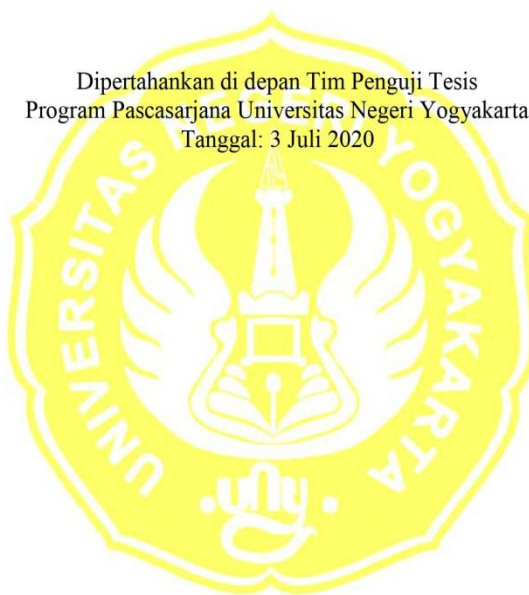 Dipertahankan di depan Tim Penguji Tesis
Program Pascasarjana Universitas Negeri Yogyakarta
Tanggal: 3 Juli 2020
UNIVERSITAS NEGERI YOGYAKARTA
uny